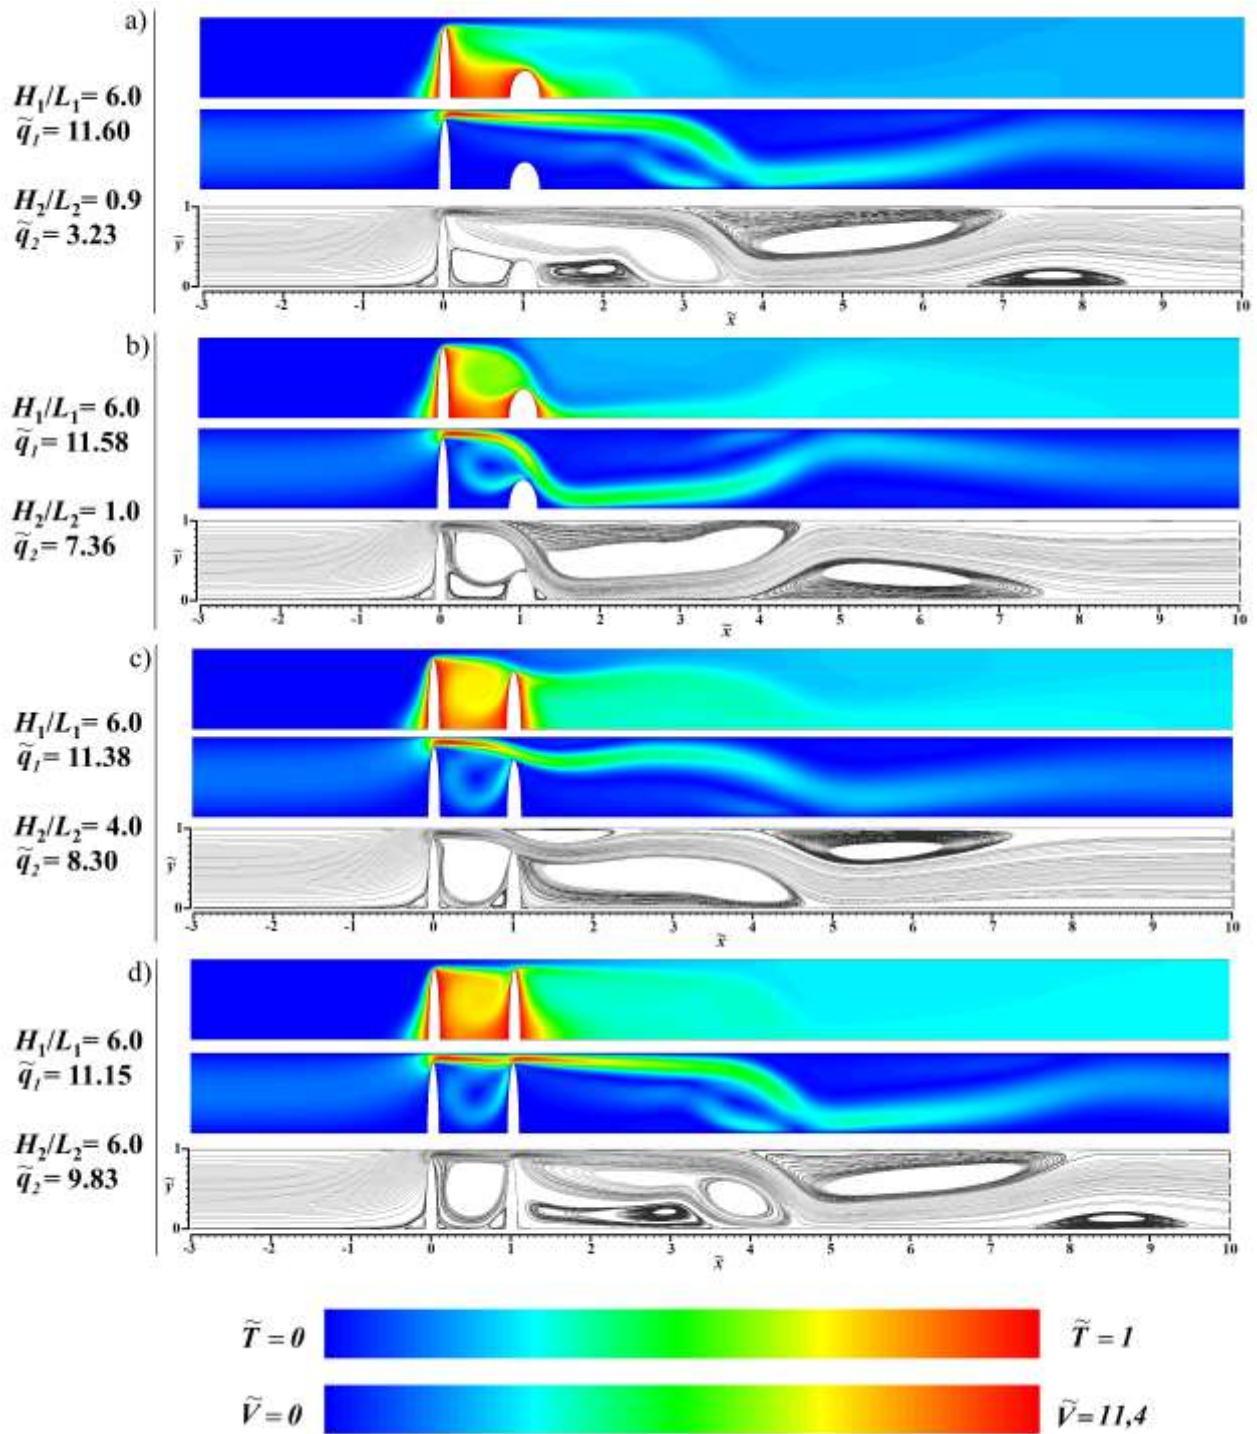 a)
H₁/L₁= 6.0
q̃₁= 11.60
H₂/L₂= 0.9
q̃₂= 3.23
1
ỹ
0
-3 -2 -1 0 1 2 3 4 5 6 7 8 9 10
x̃
b)
H₁/L₁= 6.0
q̃₁= 11.58
H₂/L₂= 1.0
q̃₂= 7.36
1
ỹ
0
-3 -2 -1 0 1 2 3 4 5 6 7 8 9 10
x̃
c)
H₁/L₁= 6.0
q̃₁= 11.38
H₂/L₂= 4.0
q̃₂= 8.30
1
ỹ
0
-3 -2 -1 0 1 2 3 4 5 6 7 8 9 10
x̃
d)
H₁/L₁= 6.0
q̃₁= 11.15
H₂/L₂= 6.0
q̃₂= 9.83
1
ỹ
0
-3 -2 -1 0 1 2 3 4 5 6 7 8 9 10
x̃
T̃ = 0 T̃ = 1
Ṽ = 0 Ṽ = 11,4